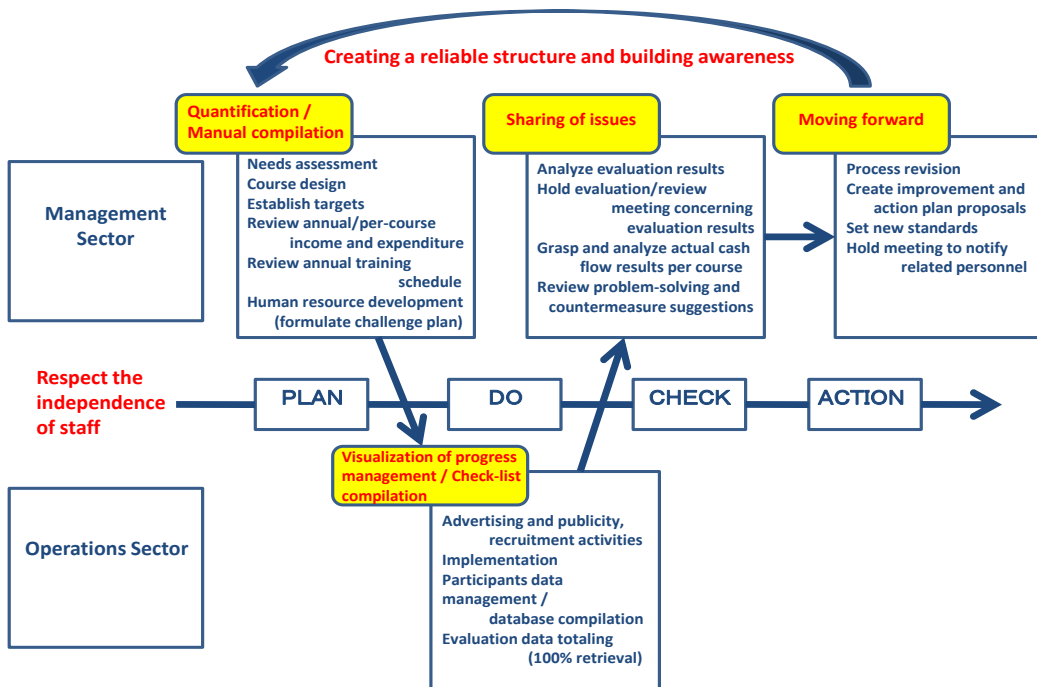 Creating a reliable structure and building awareness
Quantification /
Manual compilation
Sharing of issues
Moving forward
Management
Sector
Needs assessment
Course design
Establish targets
Review annual/per-course
income and expenditure
Review annual training
schedule
Human resource development
(formulate challenge plan)
Analyze evaluation results
Hold evaluation/review
meeting concerning
evaluation results
Grasp and analyze actual cash
flow results per course
Review problem-solving and
countermeasure suggestions
Process revision
Create improvement and
action plan proposals
Set new standards
Hold meeting to notify
related personnel
Respect the
independence
of staff
PLAN
DO
CHECK
ACTION
Visualization of progress
management / Check-list
compilation
Operations Sector
Advertising and publicity,
recruitment activities
Implementation
Participants data
management /
database compilation
Evaluation data totaling
(100% retrieval)